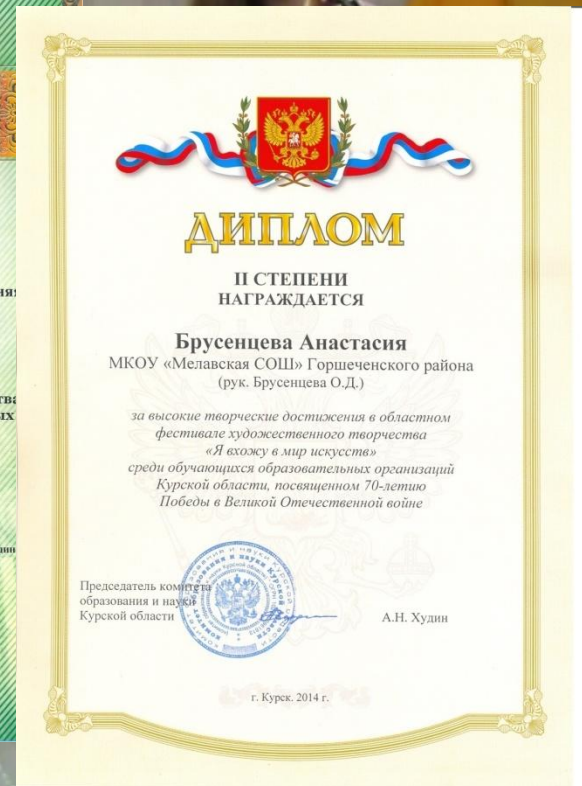 ДИПЛОМ
II СТЕПЕНИ
НАГРАЖДАЕТСЯ
Брусенцева Анастасия
МКОУ «Мелавская СОШ» Горшеченского района
(рук. Брусенцева О.Д.)
за высокие творческие достижения в областном
фестивале художественного творчества
«Я вхожу в мир искусств»
среди обучающихся образовательных организаций
Курской области, посвященном 70-летию
Победы в Великой Отечественной войне
Председатель комитета
образования и науки
Курской области
А.Н. Худин
г. Курск. 2014 г.